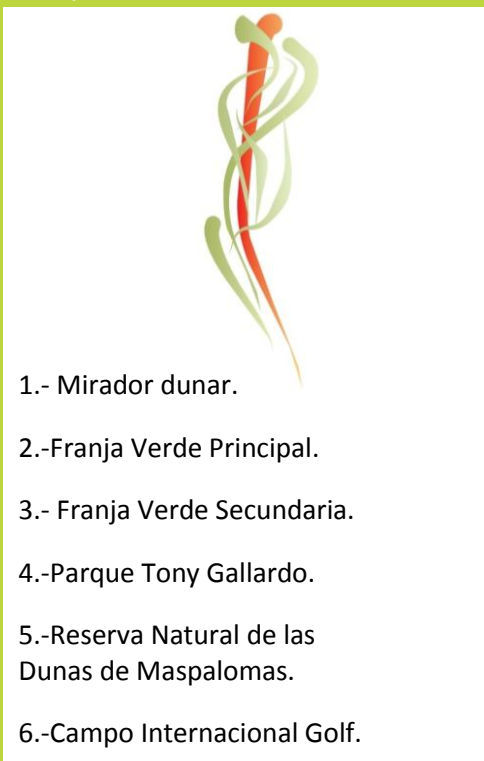 1.- Mirador dunar.
2.-Franja Verde Principal.
3.- Franja Verde Secundaria.
4.-Parque Tony Gallardo.
5.-Reserva Natural de las
Dunas de Maspalomas.
6.-Campo Internacional Golf.